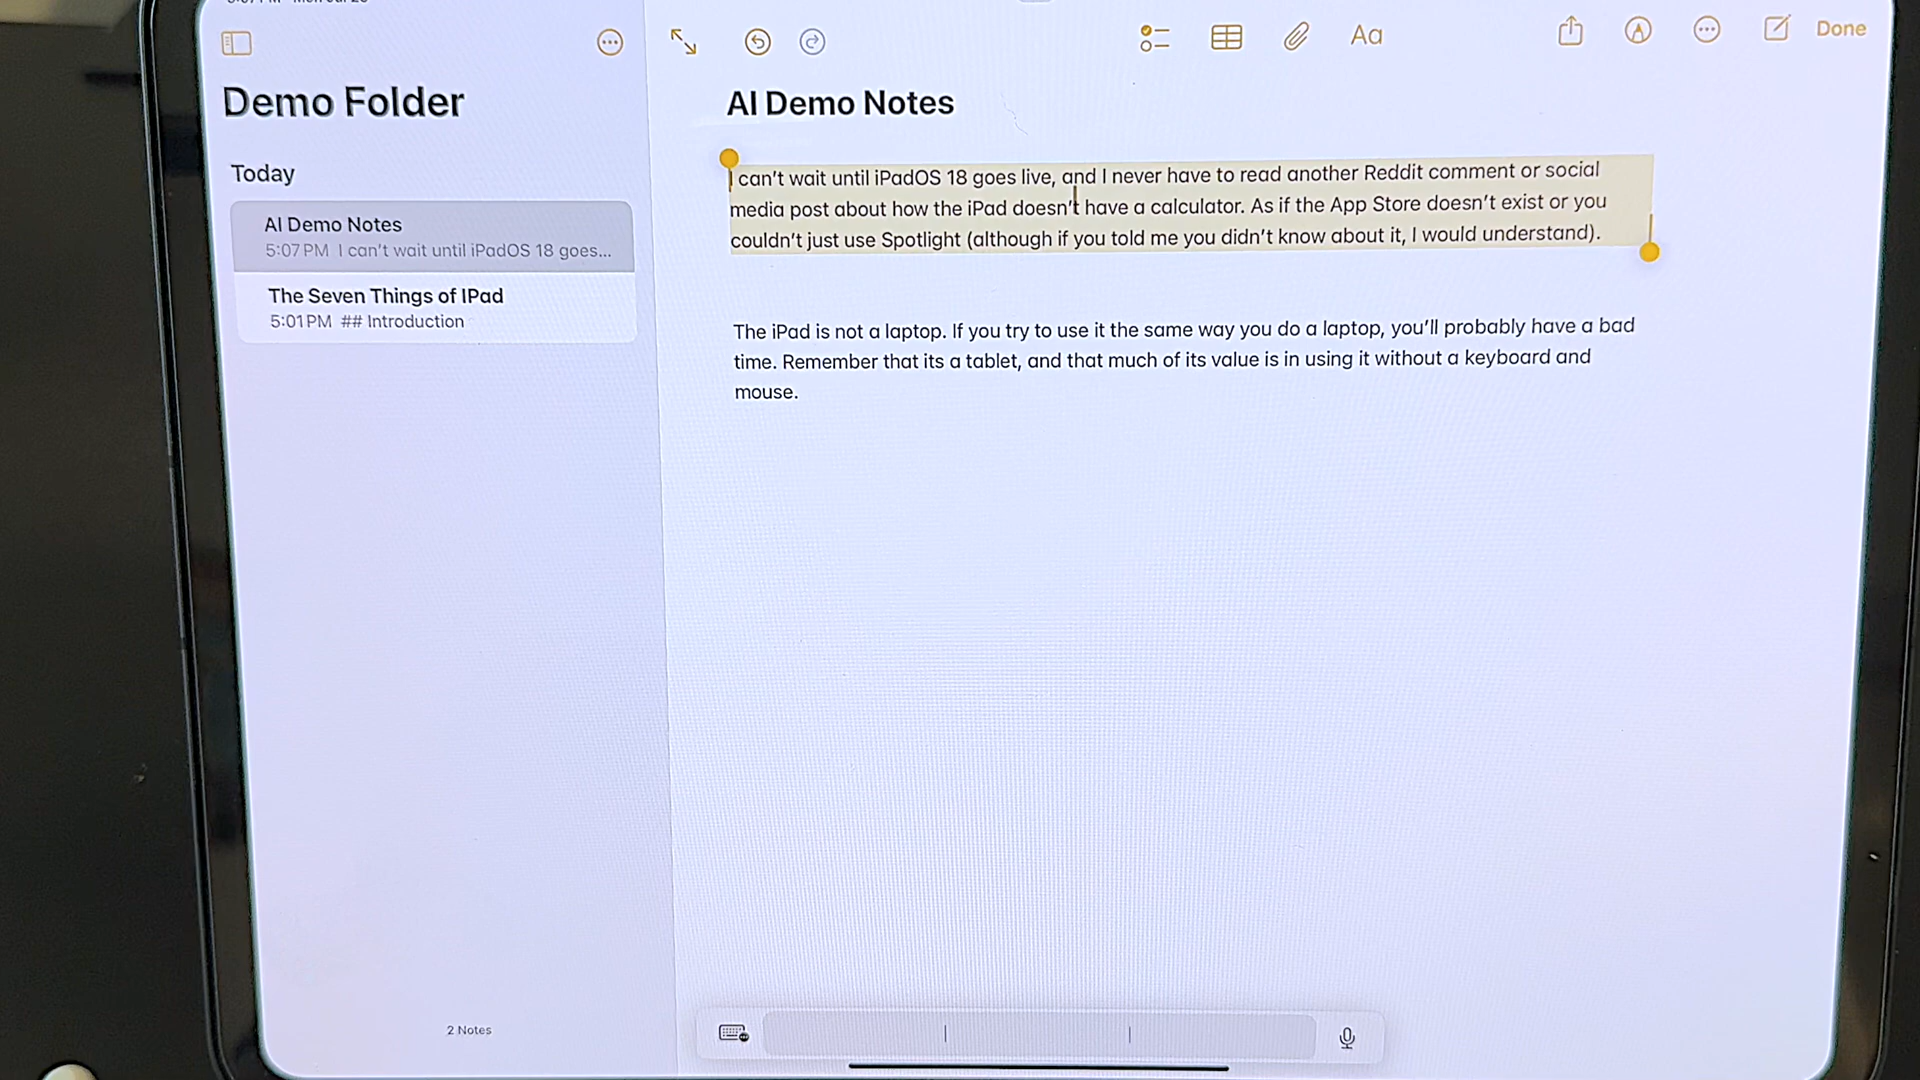 Done
Demo Folder
Today
AI Demo Notes
5:07 PM I can't wait until iPadOS 18 goes...
The Seven Things of IPad
5:01 PM ## Introduction
2 Notes
AI Demo Notes
I can't wait until iPadOS 18 goes live, and I never have to read another Reddit comment or social
media post about how the iPad doesn't have a calculator. As if the App Store doesn't exist or you
couldn't just use Spotlight (although if you told me you didn't know about it, I would understand).
The iPad is not a laptop. If you try to use it the same way you do a laptop, you'll probably have a bad
time. Remember that its a tablet, and that much of its value is in using it without a keyboard and
mouse.
Aa